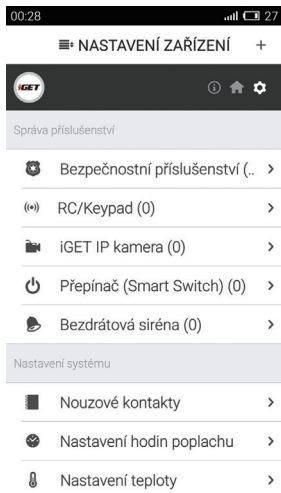 00:28 27
NASTAVENÍ ZAŘÍZENÍ +
iGET
Správa příslušenství
Bezpečnostní příslušenství (..
RC/Keypad (0)
iGET IP kamera (0)
Přepínač (Smart Switch) (0)
Bezdrátová siréna (0)
Nastavení systému
Nouzové kontakty
Nastavení hodin poplachu
Nastavení teploty